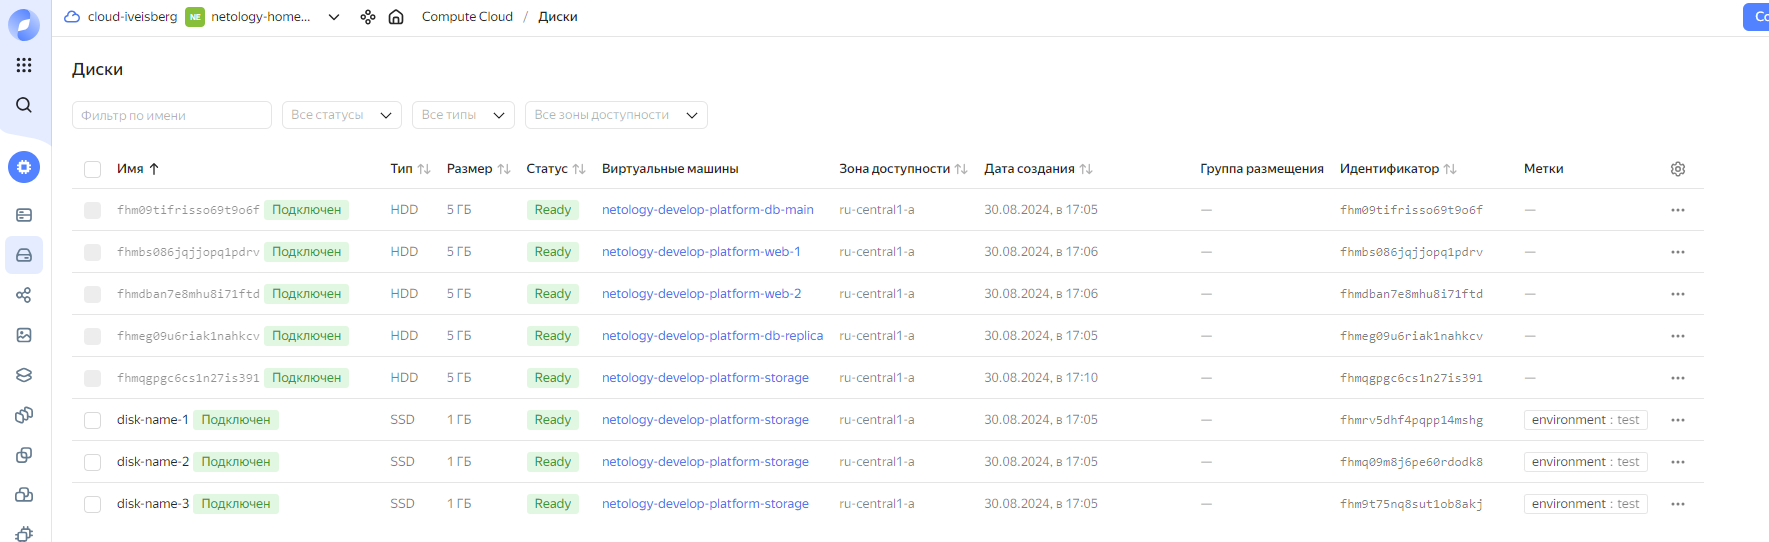 cloud-iveisberg NE netology-home... Compute Cloud / Диски
Со
Диски
Фильтр по имени Все статусы Все типы Все зоны доступности
Имя Тип Размер Статус Виртуальные машины Зона доступности Дата создания Группа размещения Идентификатор Метки
fhm09tifrisso69t9o6f Подключен HDD 5 ГБ Ready netology-develop-platform-db-main ru-central1-a 30.08.2024, в 17:05 — fhm09tifrisso69t9o6f —
fhmbs086jqjjopq1pdrv Подключен HDD 5 ГБ Ready netology-develop-platform-web-1 ru-central1-a 30.08.2024, в 17:06 — fhmbs086jqjjopq1pdrv —
fhmdban7e8mhu8i71ftd Подключен HDD 5 ГБ Ready netology-develop-platform-web-2 ru-central1-a 30.08.2024, в 17:06 — fhmdban7e8mhu8i71ftd —
fhmeg09u6riak1nahkcv Подключен HDD 5 ГБ Ready netology-develop-platform-db-replica ru-central1-a 30.08.2024, в 17:05 — fhmeg09u6riak1nahkcv —
fhmqgpgc6cs1n27is391 Подключен HDD 5 ГБ Ready netology-develop-platform-storage ru-central1-a 30.08.2024, в 17:10 — fhmqgpgc6cs1n27is391 —
disk-name-1 Подключен SSD 1 ГБ Ready netology-develop-platform-storage ru-central1-a 30.08.2024, в 17:05 — fhmrv5dhf4pqpp14mshg environment : test
disk-name-2 Подключен SSD 1 ГБ Ready netology-develop-platform-storage ru-central1-a 30.08.2024, в 17:05 — fhmq09m8j6pe60rdodk8 environment : test
disk-name-3 Подключен SSD 1 ГБ Ready netology-develop-platform-storage ru-central1-a 30.08.2024, в 17:05 — fhm9t75nq8sut1ob8akj environment : test